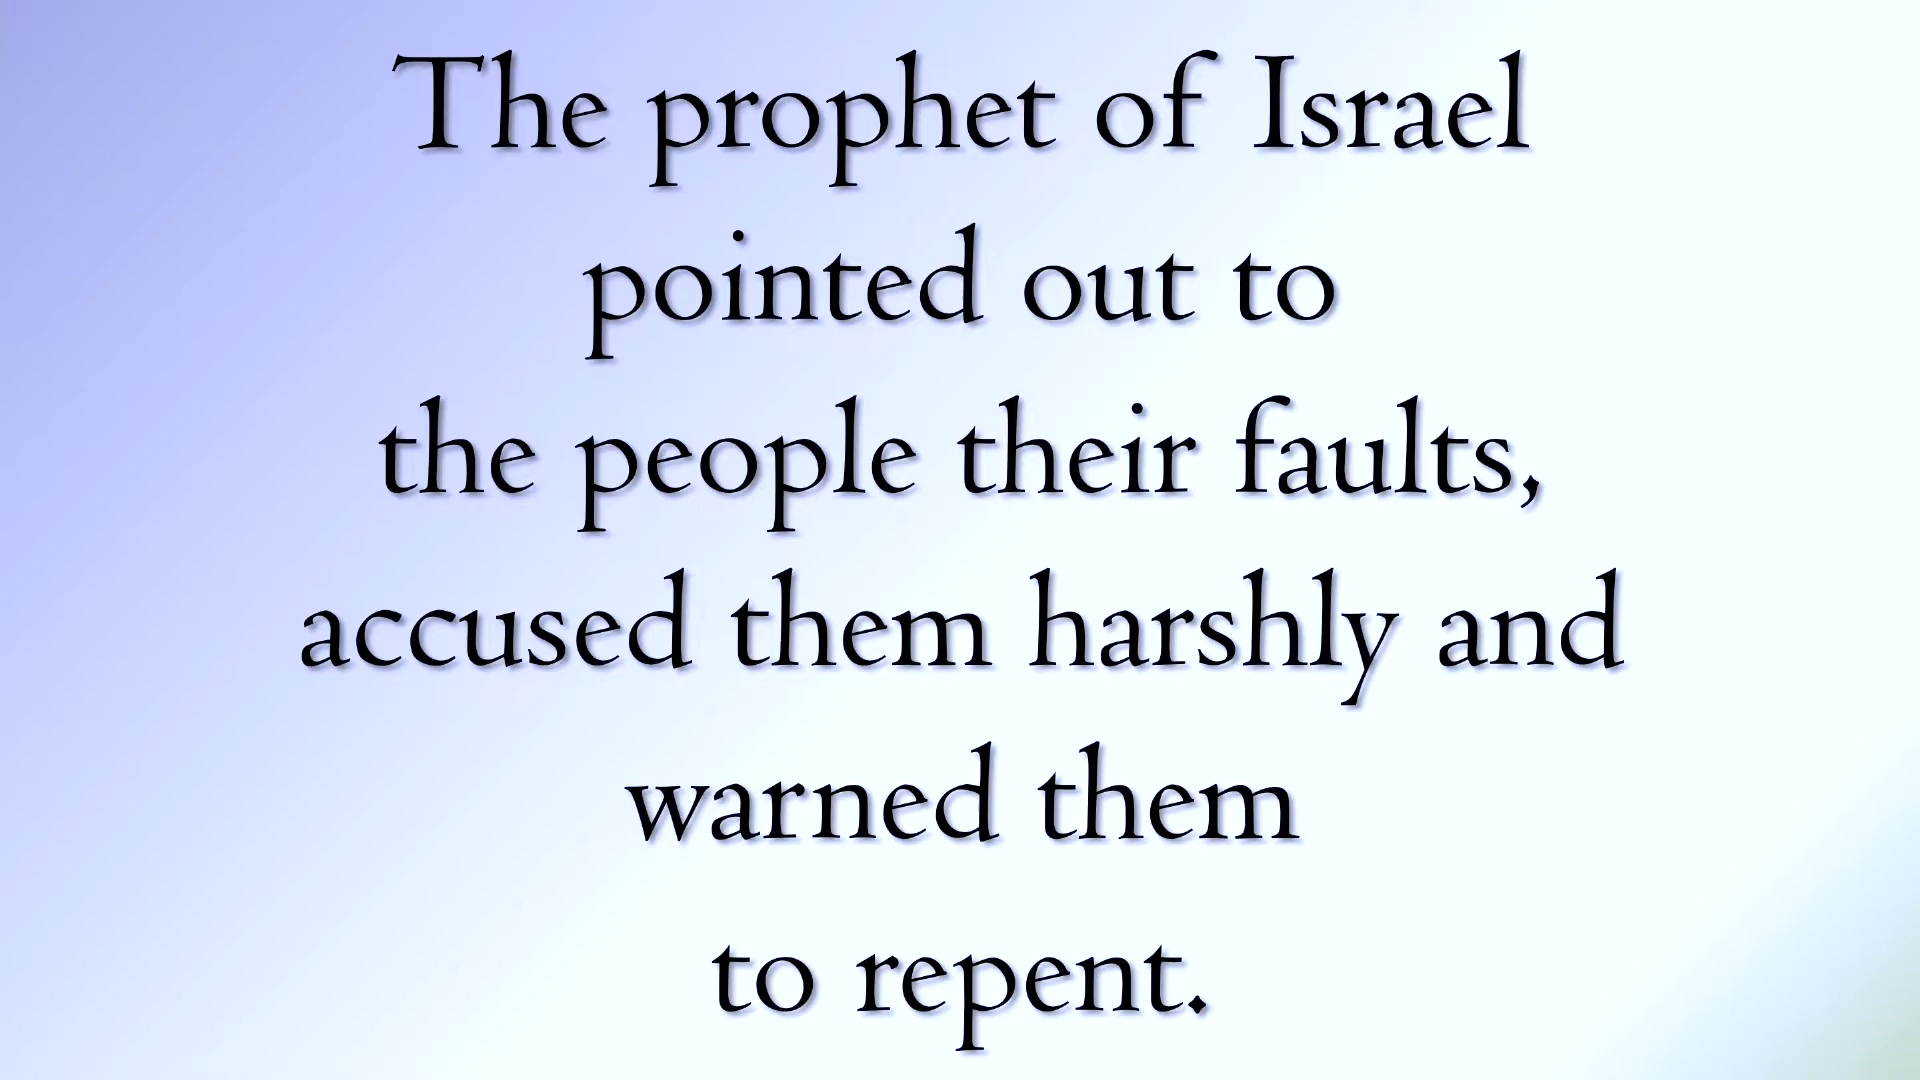 The prophet of Israel
pointed out to
the people their faults,
accused them harshly and
warned them
to repent.